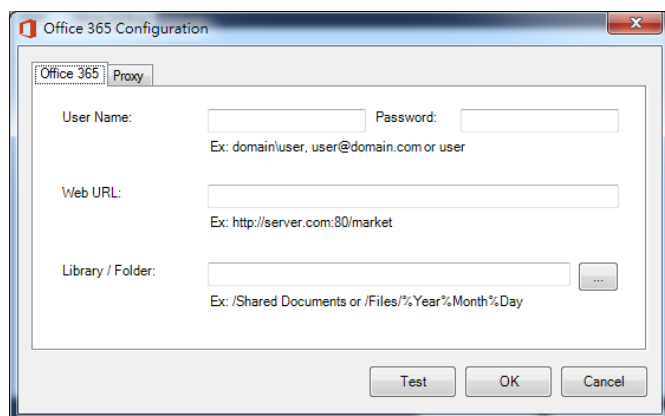 Office 365 Configuration
Office 365 Proxy
User Name: Password:
Ex: domain\user, user@domain.com or user
Web URL:
Ex: http://server.com:80/market
Library / Folder: ...
Ex: /Shared Documents or /Files/%Year%Month%Day
Test OK Cancel